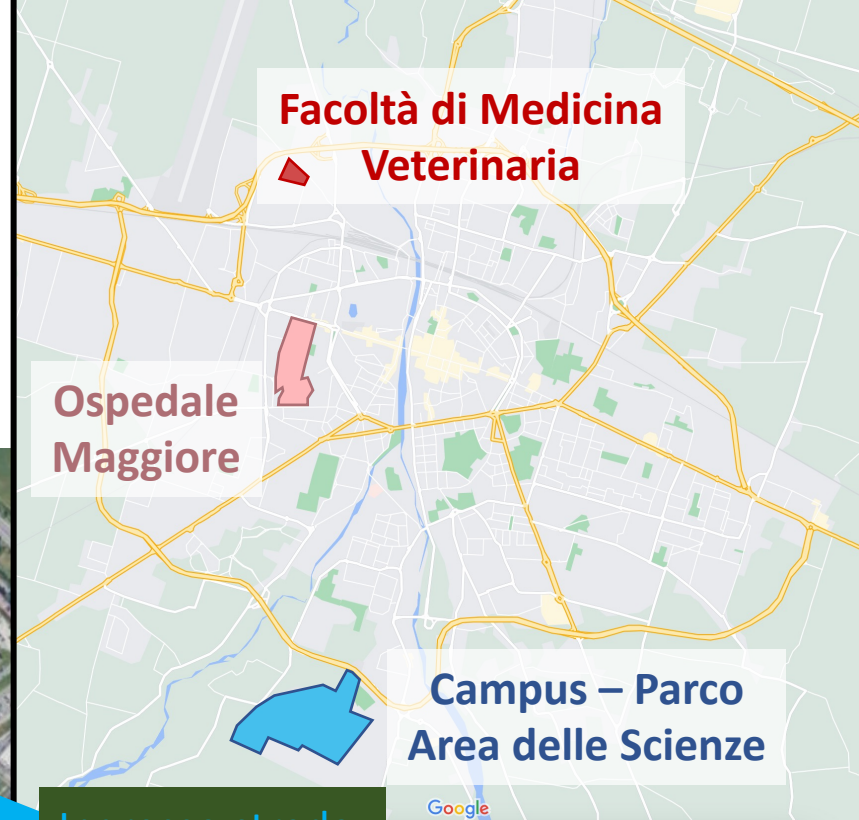 Facoltà di Medicina
Veterinaria
Ospedale
Maggiore
Campus – Parco
Area delle Scienze
Google